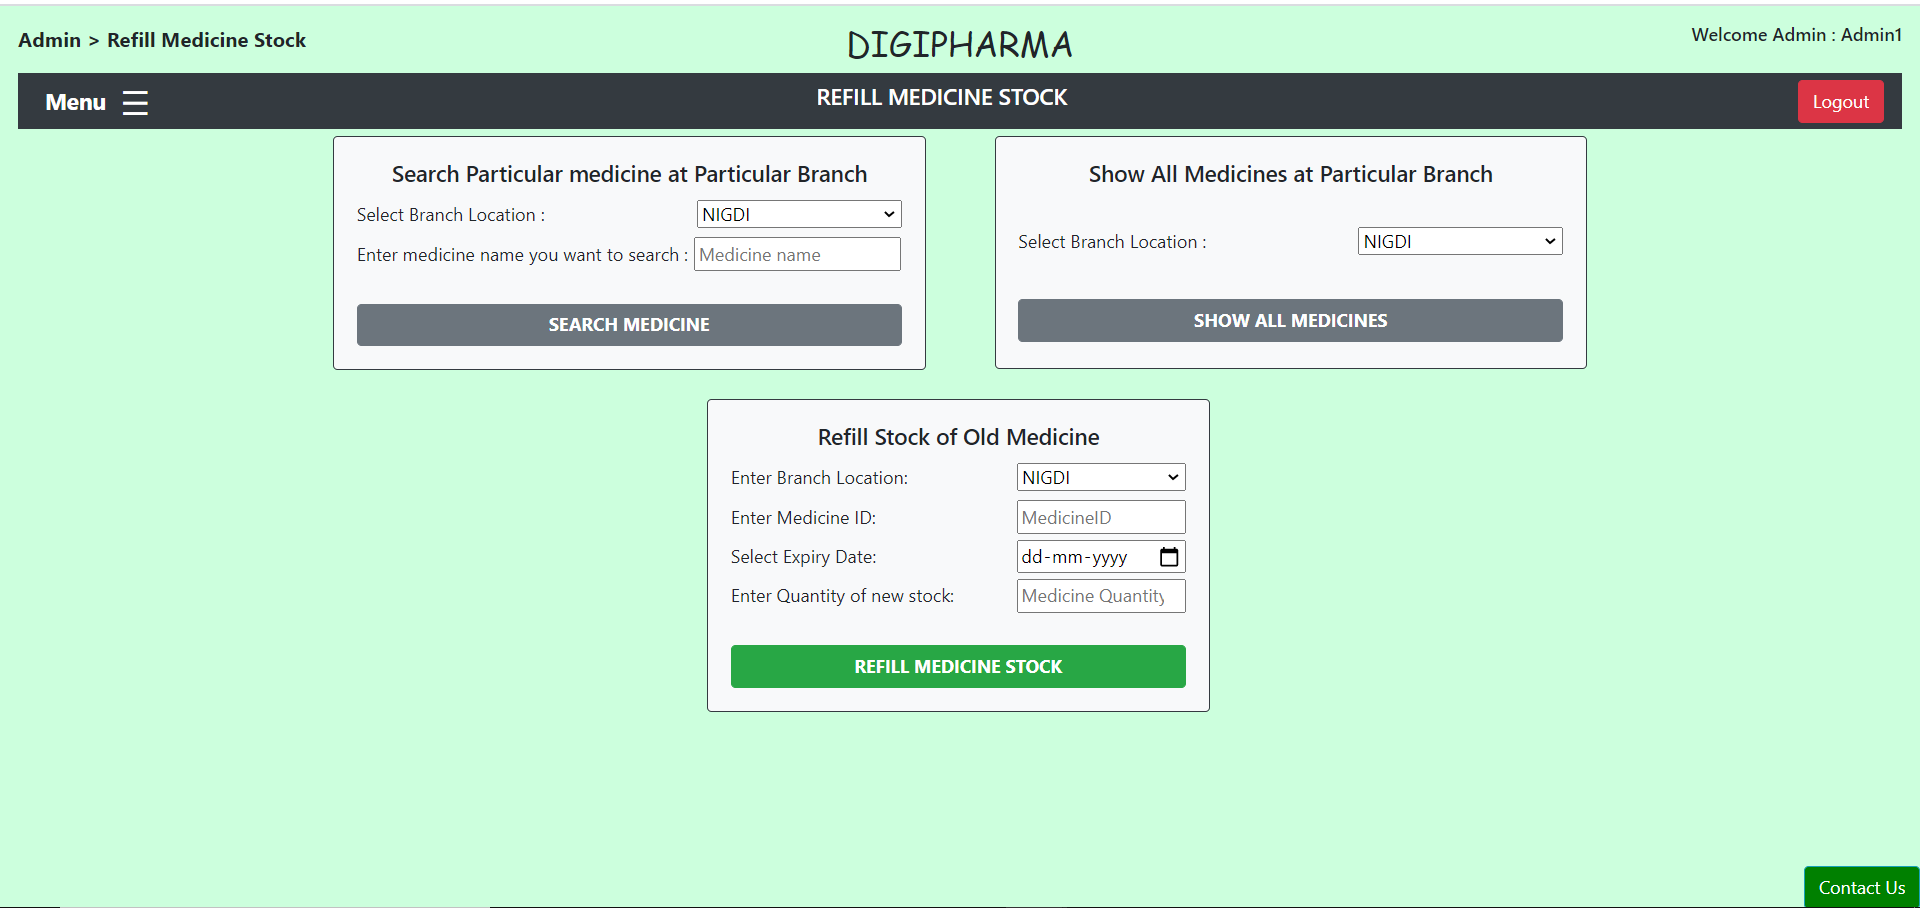 Admin > Refill Medicine Stock
DIGIPHARMA
Welcome Admin : Admin1
Menu
REFILL MEDICINE STOCK
Logout
Search Particular medicine at Particular Branch
Select Branch Location :
NIGDI
Enter medicine name you want to search :
Medicine name
SEARCH MEDICINE
Show All Medicines at Particular Branch
Select Branch Location :
NIGDI
SHOW ALL MEDICINES
Refill Stock of Old Medicine
Enter Branch Location:
NIGDI
Enter Medicine ID:
MedicineID
Select Expiry Date:
dd-mm-yyyy
Enter Quantity of new stock:
Medicine Quantity
REFILL MEDICINE STOCK
Contact Us